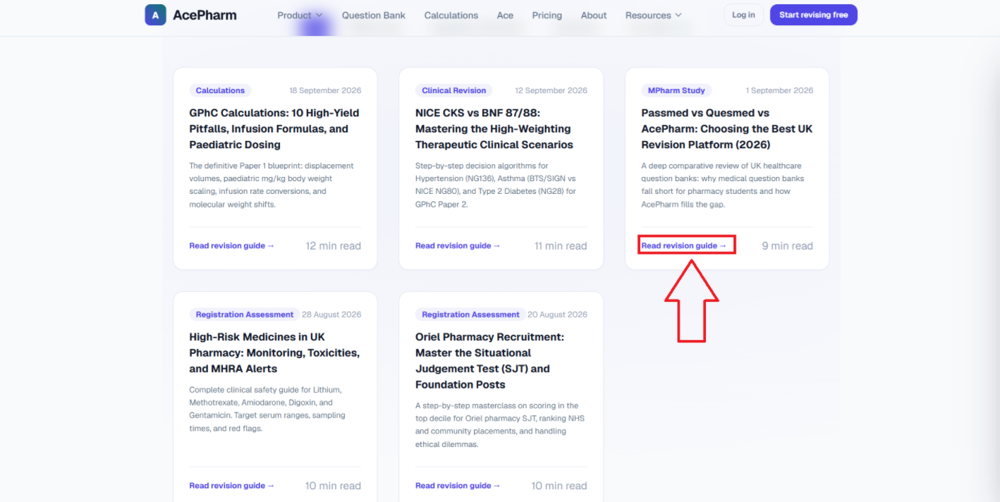 A AcePharm Product Question Bank Calculations Ace Pricing About Resources Log in Start revising free
Calculations 18 September 2026
GPhC Calculations: 10 High-Yield
Pitfalls, Infusion Formulas, and
Paediatric Dosing
The definitive Paper 1 blueprint: displacement
volumes, paediatric mg/kg body weight
scaling, infusion rate conversions, and
molecular weight shifts.
Read revision guide → 12 min read
Clinical Revision 12 September 2026
NICE CKS vs BNF 87/88:
Mastering the High-Weighting
Therapeutic Clinical Scenarios
Step-by-step decision algorithms for
Hypertension (NG136), Asthma (BTS/SIGN vs
NICE NG80), and Type 2 Diabetes (NG28) for
GPhC Paper 2.
Read revision guide → 11 min read
MPharm Study 1 September 2026
Passmed vs Quesmed vs
AcePharm: Choosing the Best UK
Revision Platform (2026)
A deep comparative review of UK healthcare
question banks: why medical question banks
fall short for pharmacy students and how
AcePharm fills the gap.
Read revision guide → 9 min read
Registration Assessment 28 August 2026
High-Risk Medicines in UK
Pharmacy: Monitoring, Toxicities,
and MHRA Alerts
Complete clinical safety guide for Lithium,
Methotrexate, Amiodarone, Digoxin, and
Gentamicin. Target serum ranges, sampling
times, and red flags.
Read revision guide → 10 min read
Registration Assessment 20 August 2026
Oriel Pharmacy Recruitment:
Master the Situational
Judgement Test (SJT) and
Foundation Posts
A step-by-step masterclass on scoring in the
top decile for Oriel pharmacy SJT, ranking NHS
and community placements, and handling
ethical dilemmas.
Read revision guide → 10 min read